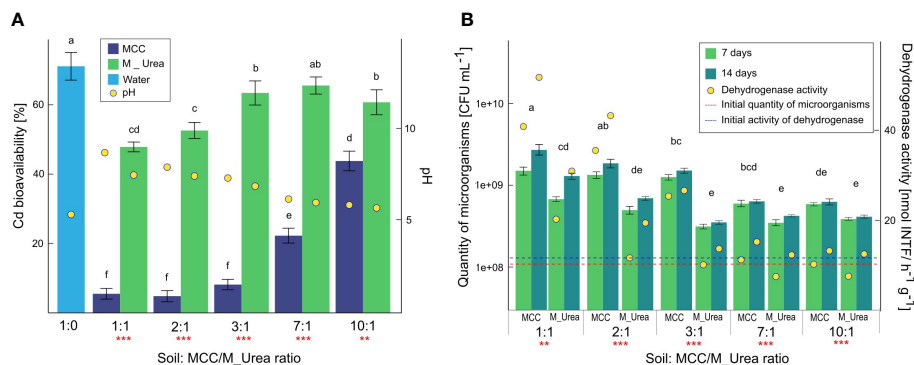 A
Cd bioavailability [%]
60
40
20
a
MCC
M _ Urea
Water
pH
cd
c
b
ab
b
d
e
f
f
f
10
5
pH
1:0
1:1
2:1
3:1
7:1
10:1
***
***
***
***
**
Soil: MCC/M_Urea ratio
B
Quantity of microorganisms [CFU mL⁻¹]
1e+10
1e+09
1e+08
7 days
14 days
Dehydrogenase activity
Initial quantity of microorganisms
Initial activity of dehydrogenase
a
cd
ab
de
bc
e
bcd
e
de
e
40
20
0
Dehydrogenase activity [nmol INTF/ h⁻¹ g⁻¹]
MCC M_Urea MCC M_Urea MCC M_Urea MCC M_Urea MCC M_Urea
1:1
2:1
3:1
7:1
10:1
**
***
***
***
***
Soil: MCC/M_Urea ratio